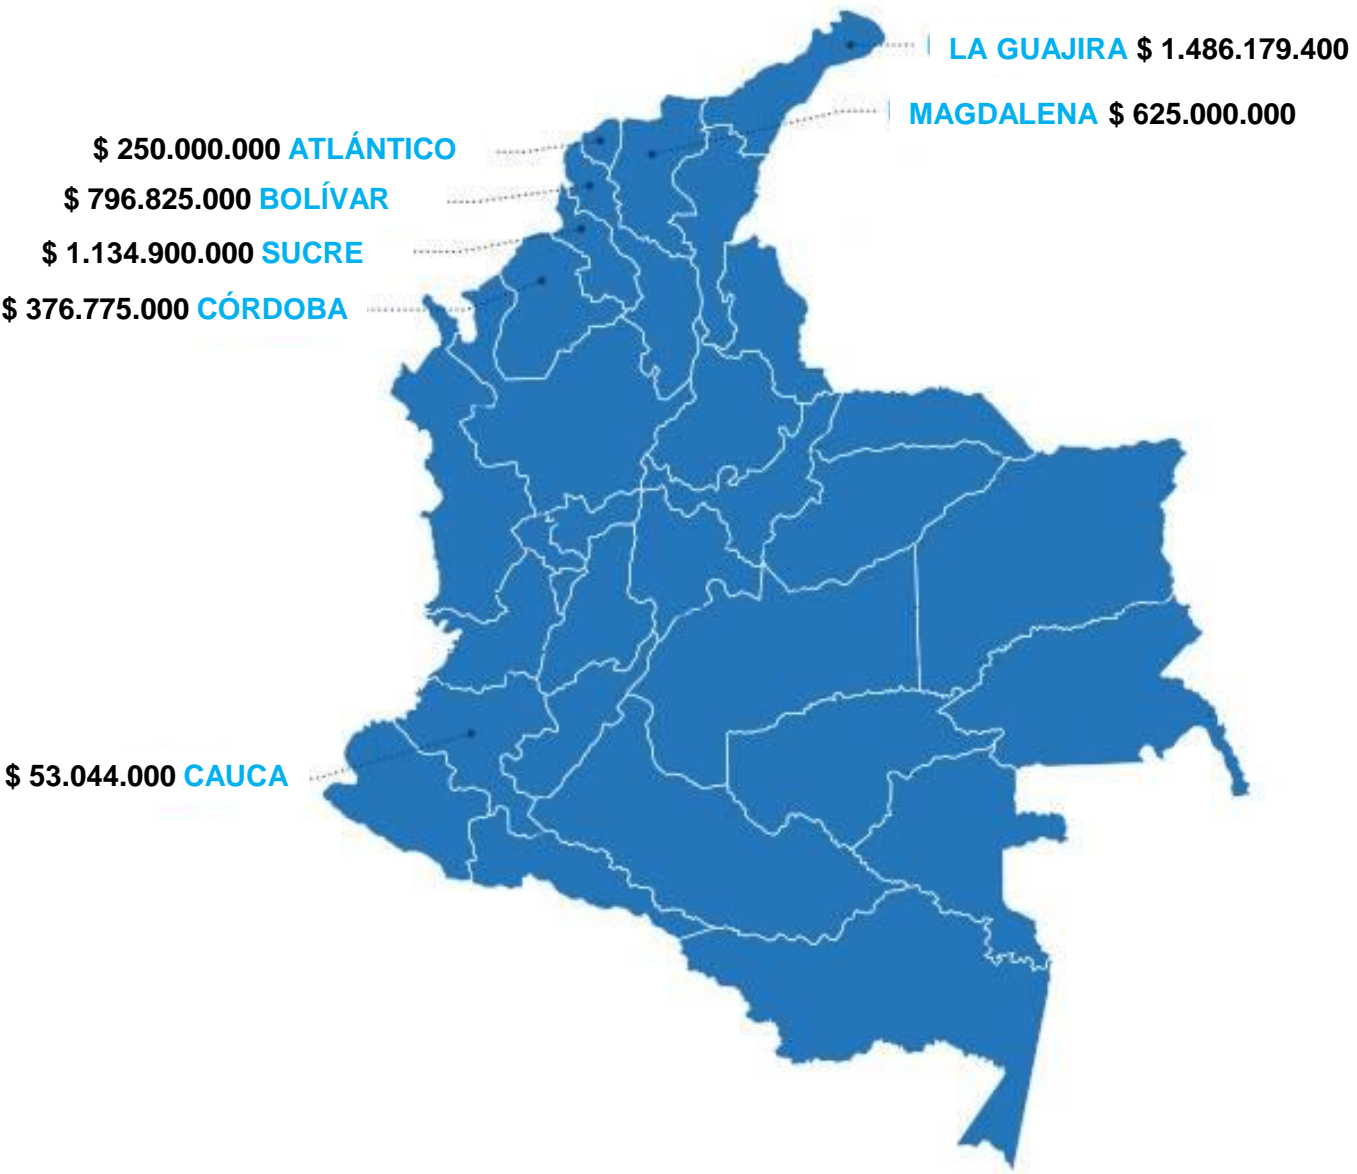 LA GUAJIRA $ 1.486.179.400
MAGDALENA $ 625.000.000
$ 250.000.000 ATLÁNTICO
$ 796.825.000 BOLÍVAR
$ 1.134.900.000 SUCRE
$ 376.775.000 CÓRDOBA
$ 53.044.000 CAUCA